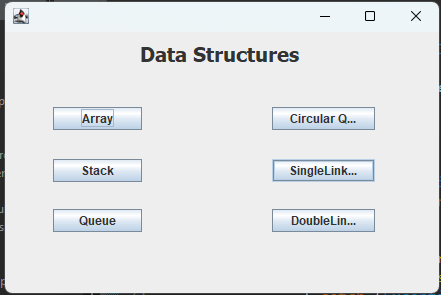 Data Structures
Array
Circular Q...
Stack
SingleLink...
Queue
DoubleLin...